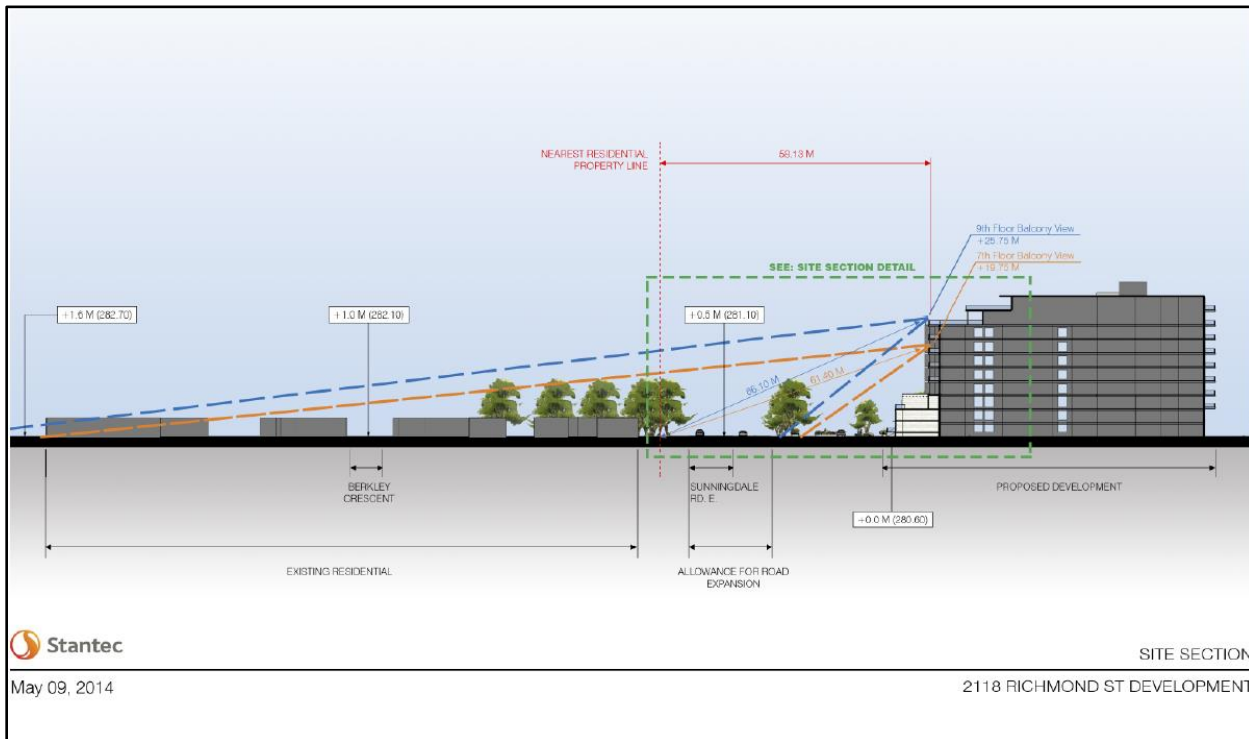 NEAREST RESIDENTIAL
PROPERTY LINE
58.13 M
9th Floor Balcony View
+25.75 M
7th Floor Balcony View
+19.75 M
SEE: SITE SECTION DETAIL
+1.6 M (282.70)
+1.0 M (282.10)
+0.5 M (281.10)
66.10 M
61.40 M
BERKLEY
CRESCENT
SUNNINGDALE
RD. E.
PROPOSED DEVELOPMENT
+0.0 M (280.60)
EXISTING RESIDENTIAL
ALLOWANCE FOR ROAD
EXPANSION
Stantec
SITE SECTION
May 09, 2014
2118 RICHMOND ST DEVELOPMENT